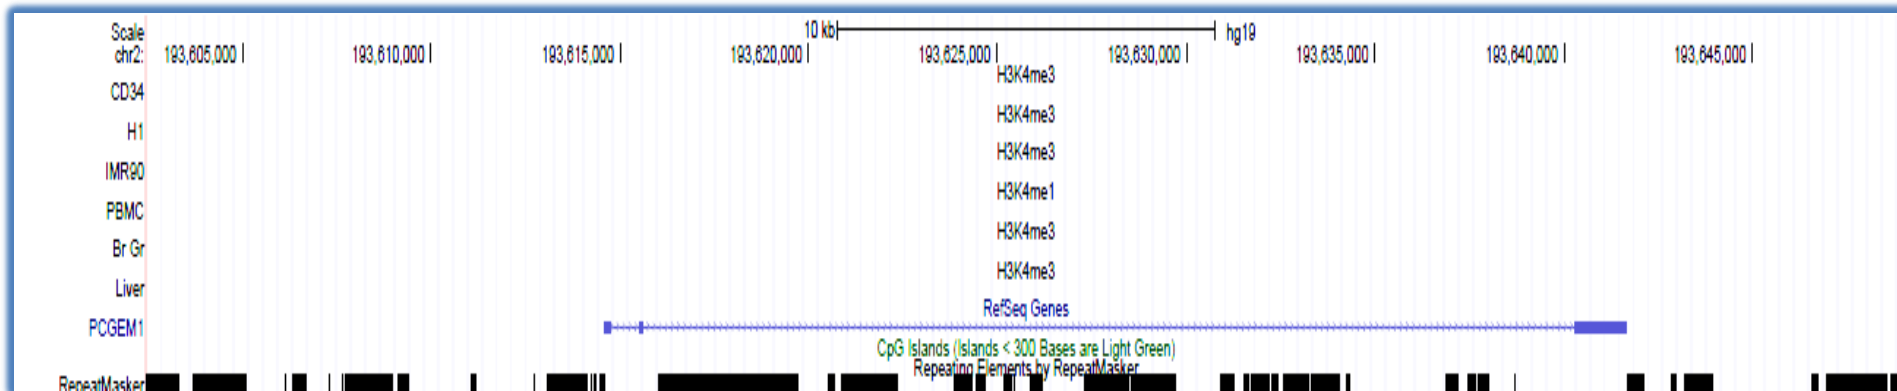 Scale 10 kb hg19
chr2: 193,605,000 193,610,000 193,615,000 193,620,000 193,625,000 193,630,000 193,635,000 193,640,000 193,645,000
H3K4me3
CD34
H3K4me3
H1
H3K4me3
IMR90
H3K4me1
PBMC
H3K4me3
Br Gr
H3K4me3
Liver
RefSeq Genes
PCGEM1
CpG Islands (Islands < 300 Bases are Light Green)
Repeating Elements by RepeatMasker
RepeatMasker